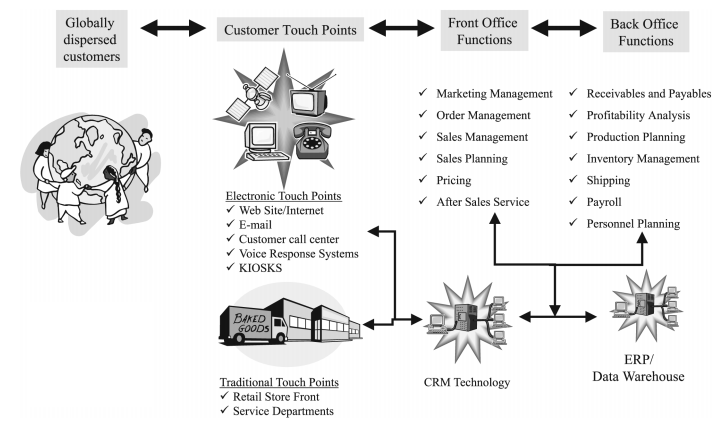 Globally
dispersed
customers
Customer Touch Points
Front Office
Functions
Back Office
Functions
✓ Marketing Management
✓ Order Management
✓ Sales Management
✓ Sales Planning
✓ Pricing
✓ After Sales Service
✓ Receivables and Payables
✓ Profitability Analysis
✓ Production Planning
✓ Inventory Management
✓ Shipping
✓ Payroll
✓ Personnel Planning
Electronic Touch Points
✓ Web Site/Internet
✓ E-mail
✓ Customer call center
✓ Voice Response Systems
✓ KIOSKS
BAKED
GOODS
Traditional Touch Points
✓ Retail Store Front
✓ Service Departments
CRM Technology
ERP/
Data Warehouse